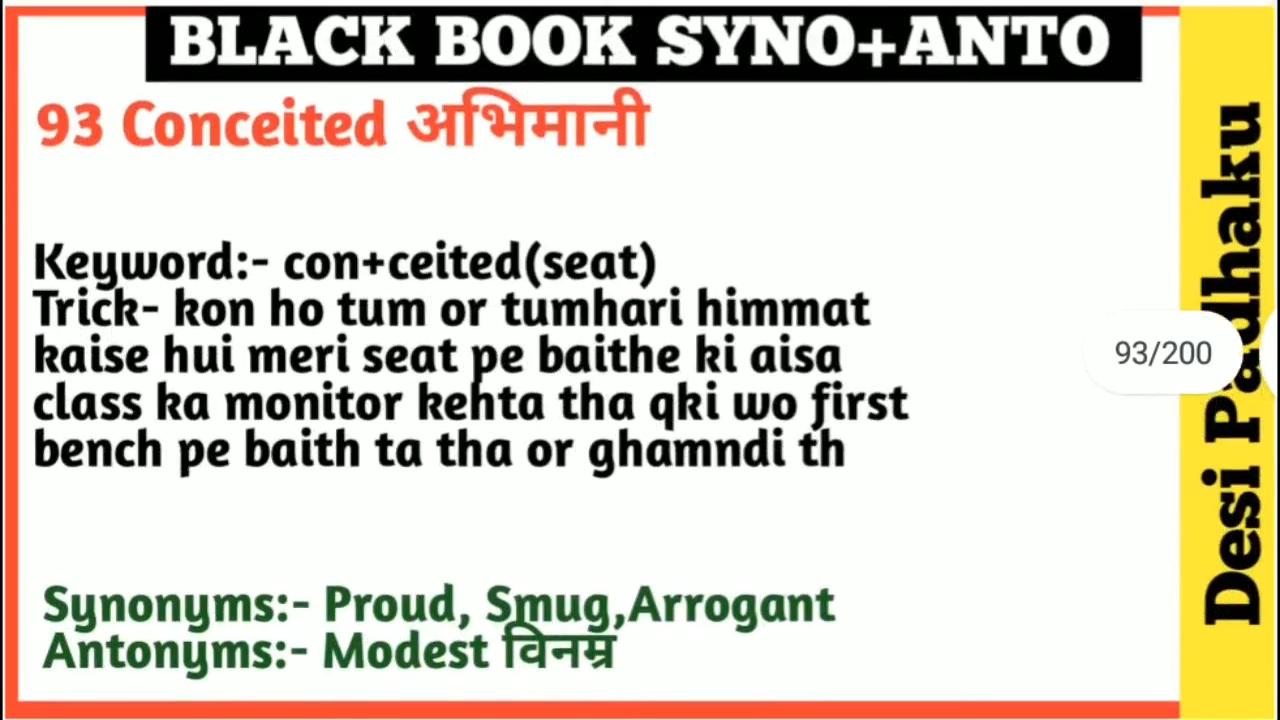 BLACK BOOK SYNO+ANTO
93 Conceited अभिमानी
Keyword:- con+ceited(seat)
Trick- kon ho tum or tumhari himmat
kaise hui meri seat pe baithe ki aisa
class ka monitor kehta tha qki wo first
bench pe baith ta tha or ghamndi th
Synonyms:- Proud, Smug,Arrogant
Antonyms:- Modest विनम्र
Desi Padhaku
93/200